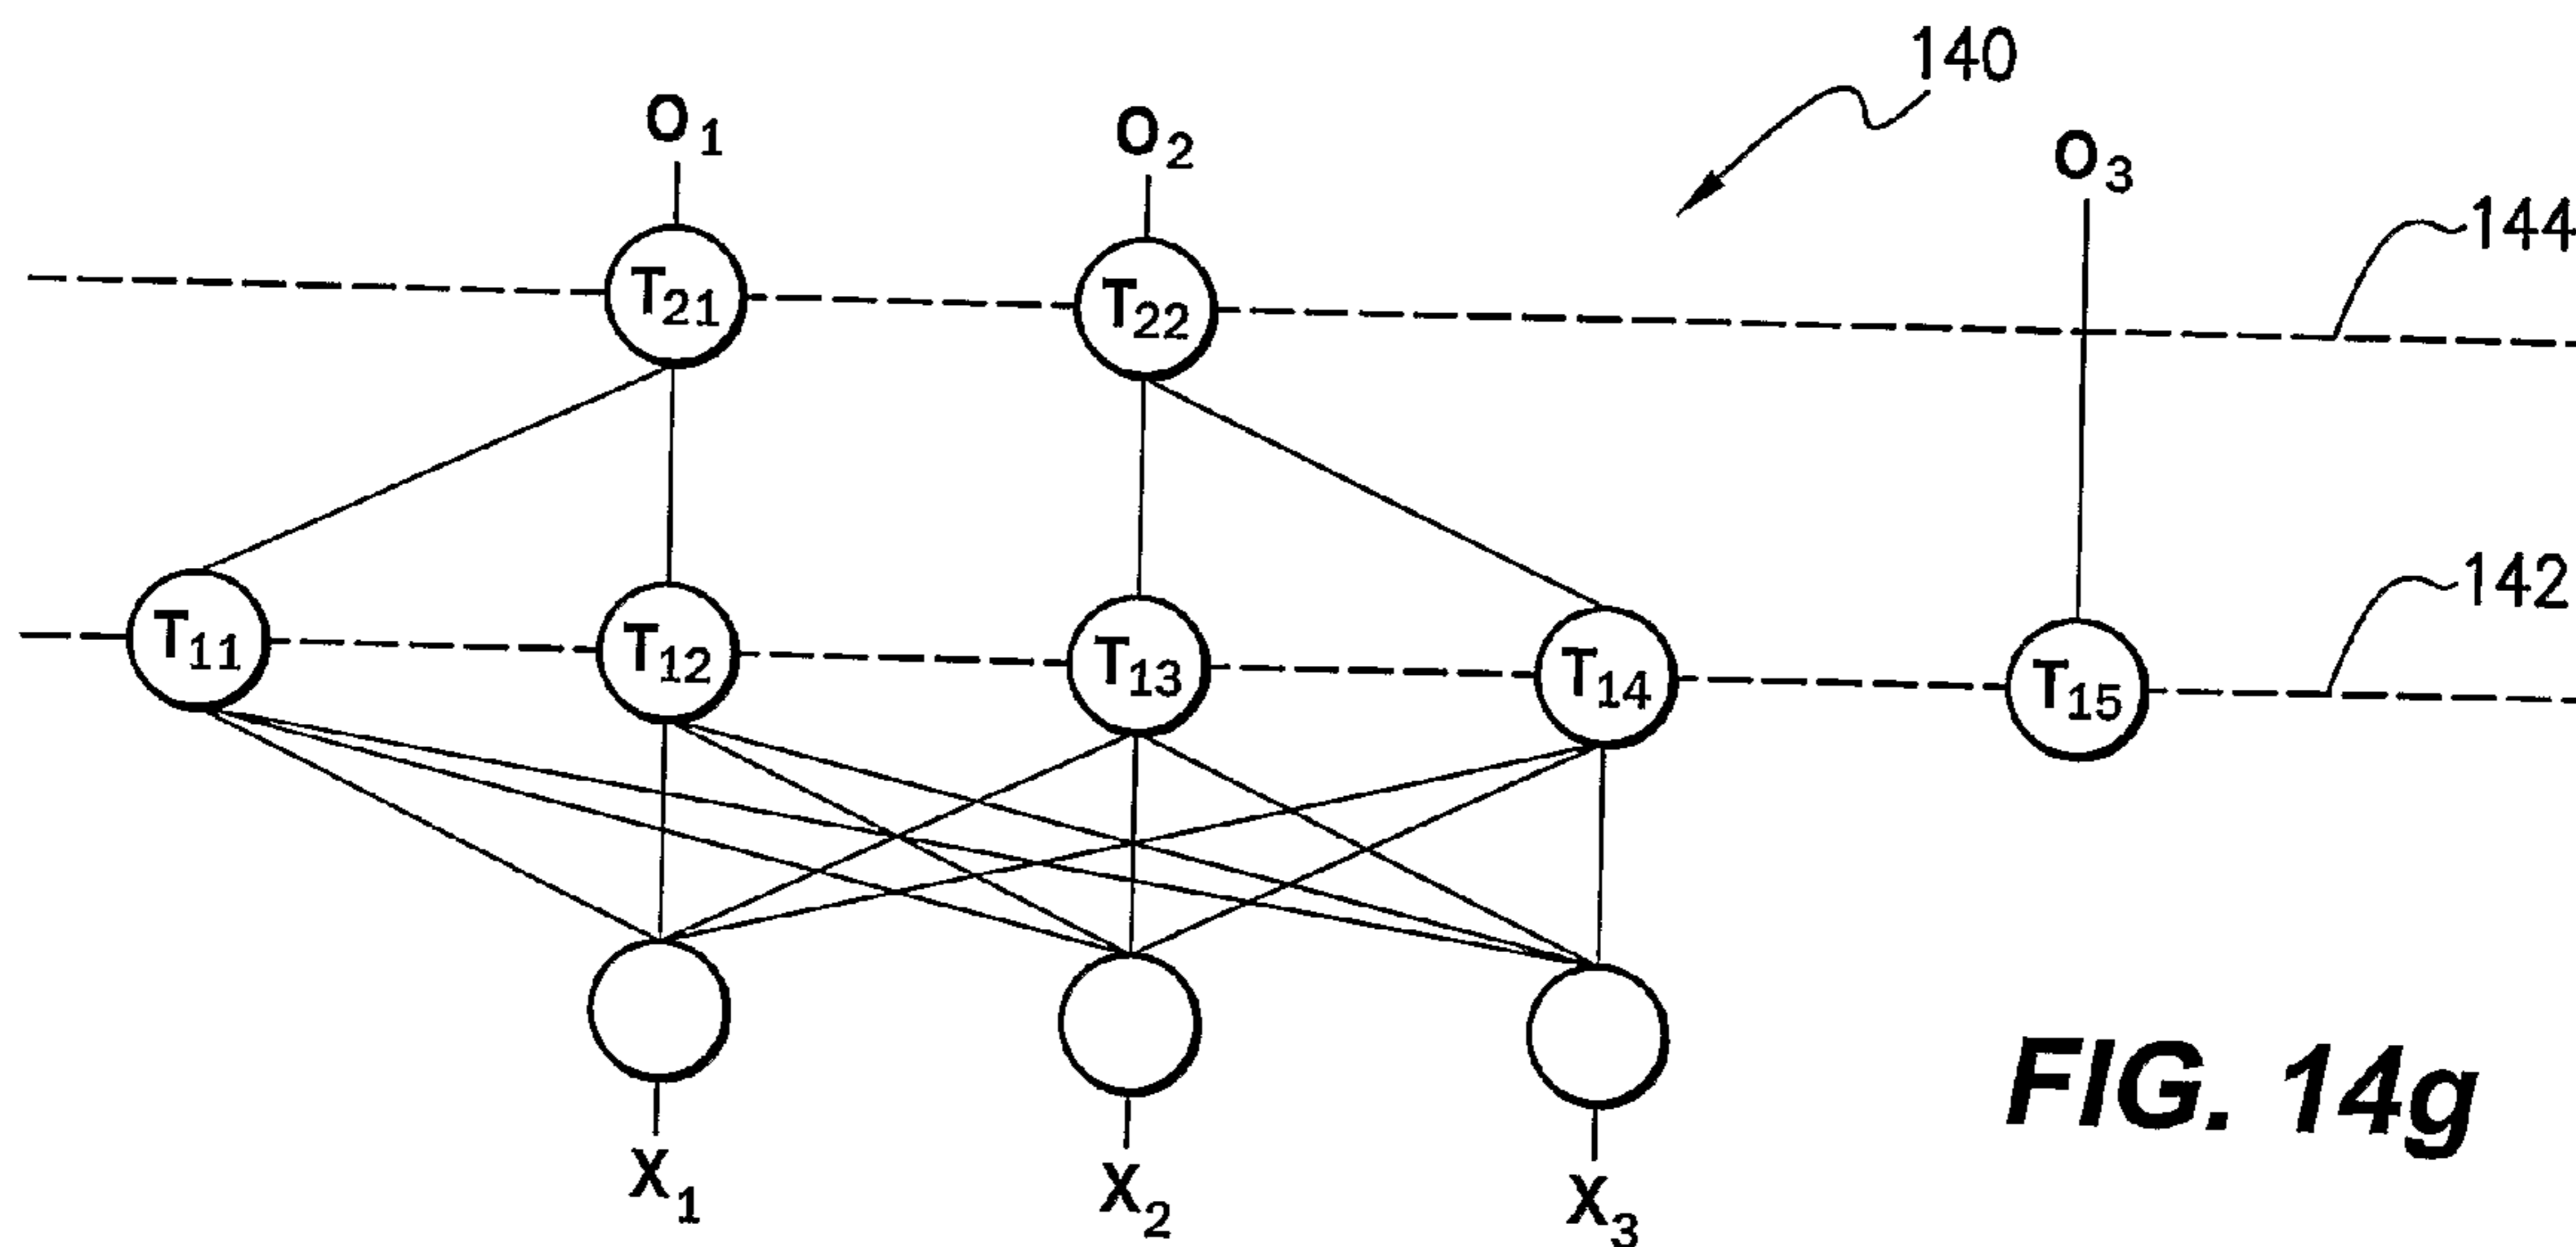 140
O1 O2 O3
144
T21 T22
142
T11 T12 T13 T14 T15
X1 X2 X3
FIG. 14g